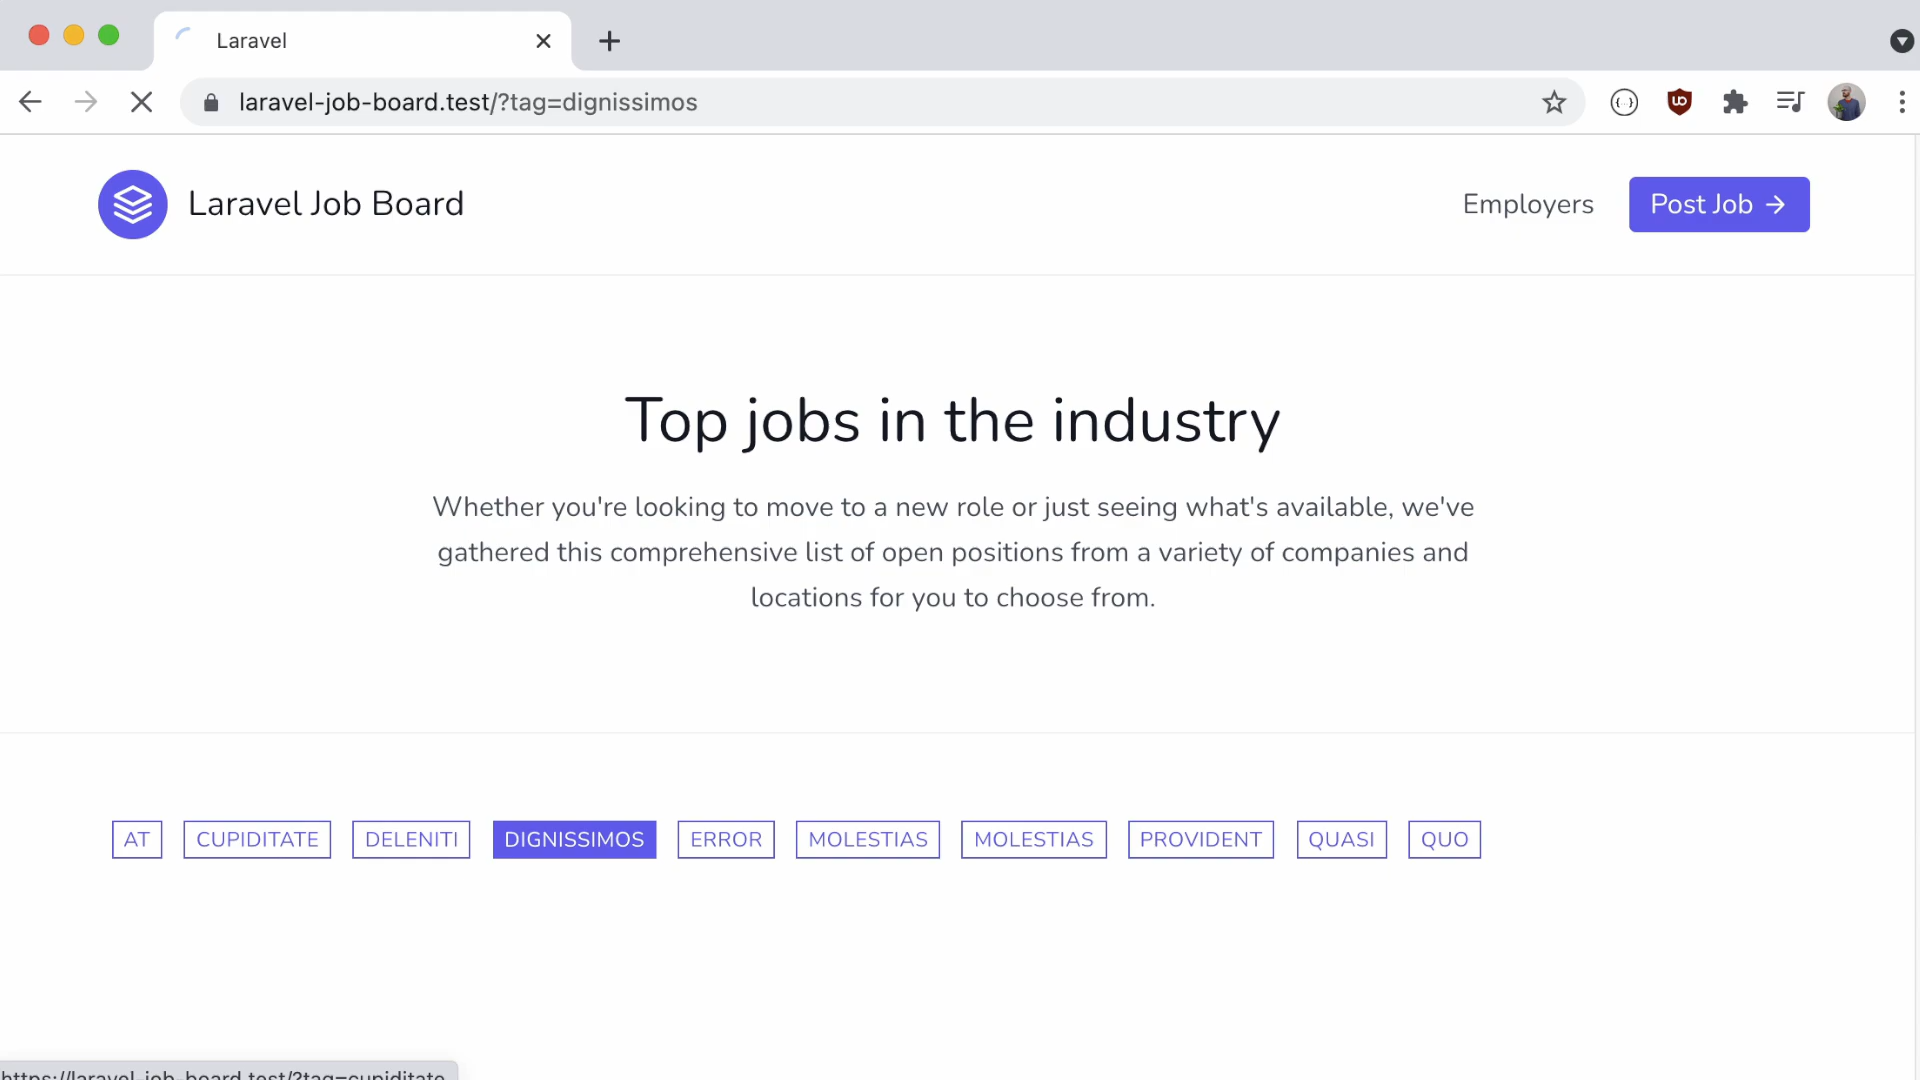 Laravel
laravel-job-board.test/?tag=dignissimos
Laravel Job Board
Employers
Post Job →
Top jobs in the industry
Whether you're looking to move to a new role or just seeing what's available, we've
gathered this comprehensive list of open positions from a variety of companies and
locations for you to choose from.
AT CUPIDITATE DELENITI DIGNISSIMOS ERROR MOLESTIAS MOLESTIAS PROVIDENT QUASI QUO
https://laravel-job-board.test/?tag=cupiditate